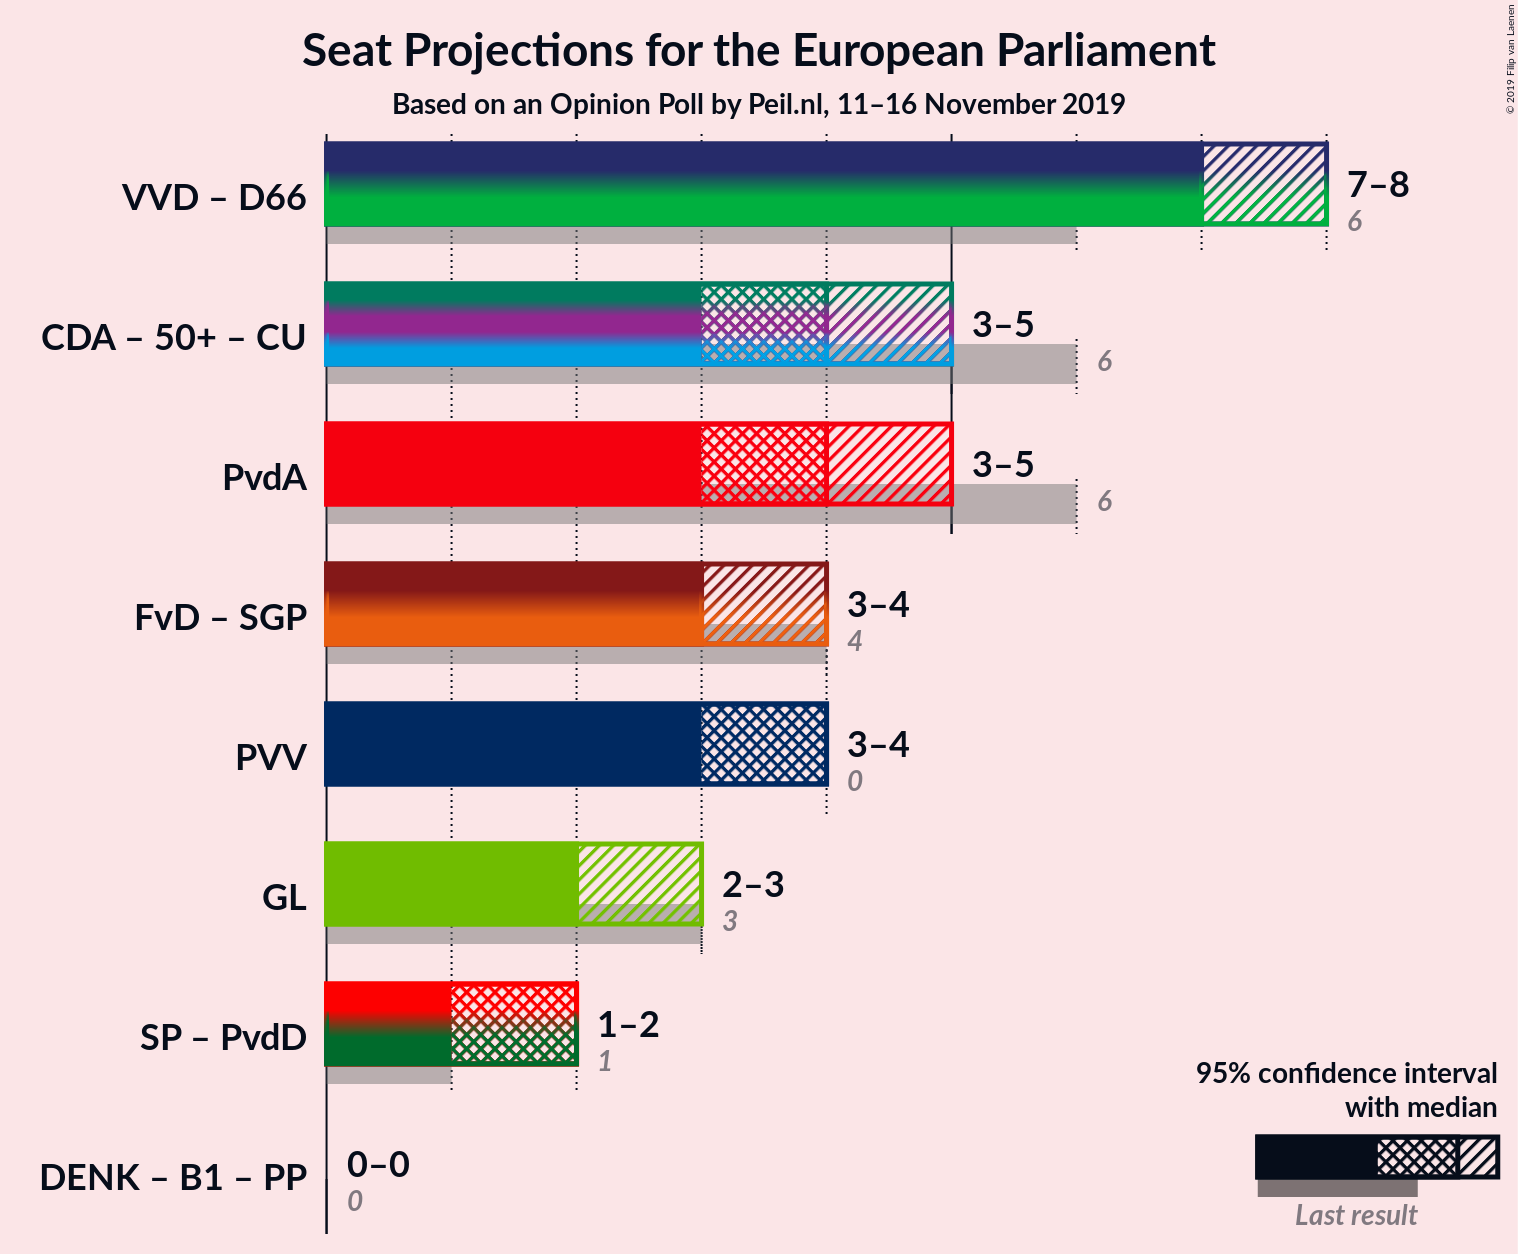 Seat Projections for the European Parliament
Based on an Opinion Poll by Peil.nl, 11–16 November 2019
© 2019 Filip van Laenen
VVD – D66
7–8
6
CDA – 50+ – CU
3–5
6
PvdA
3–5
6
FvD – SGP
3–4
4
PVV
3–4
0
GL
2–3
3
SP – PvdD
1–2
1
DENK – B1 – PP
0–0
0
95% confidence interval
with median
Last result